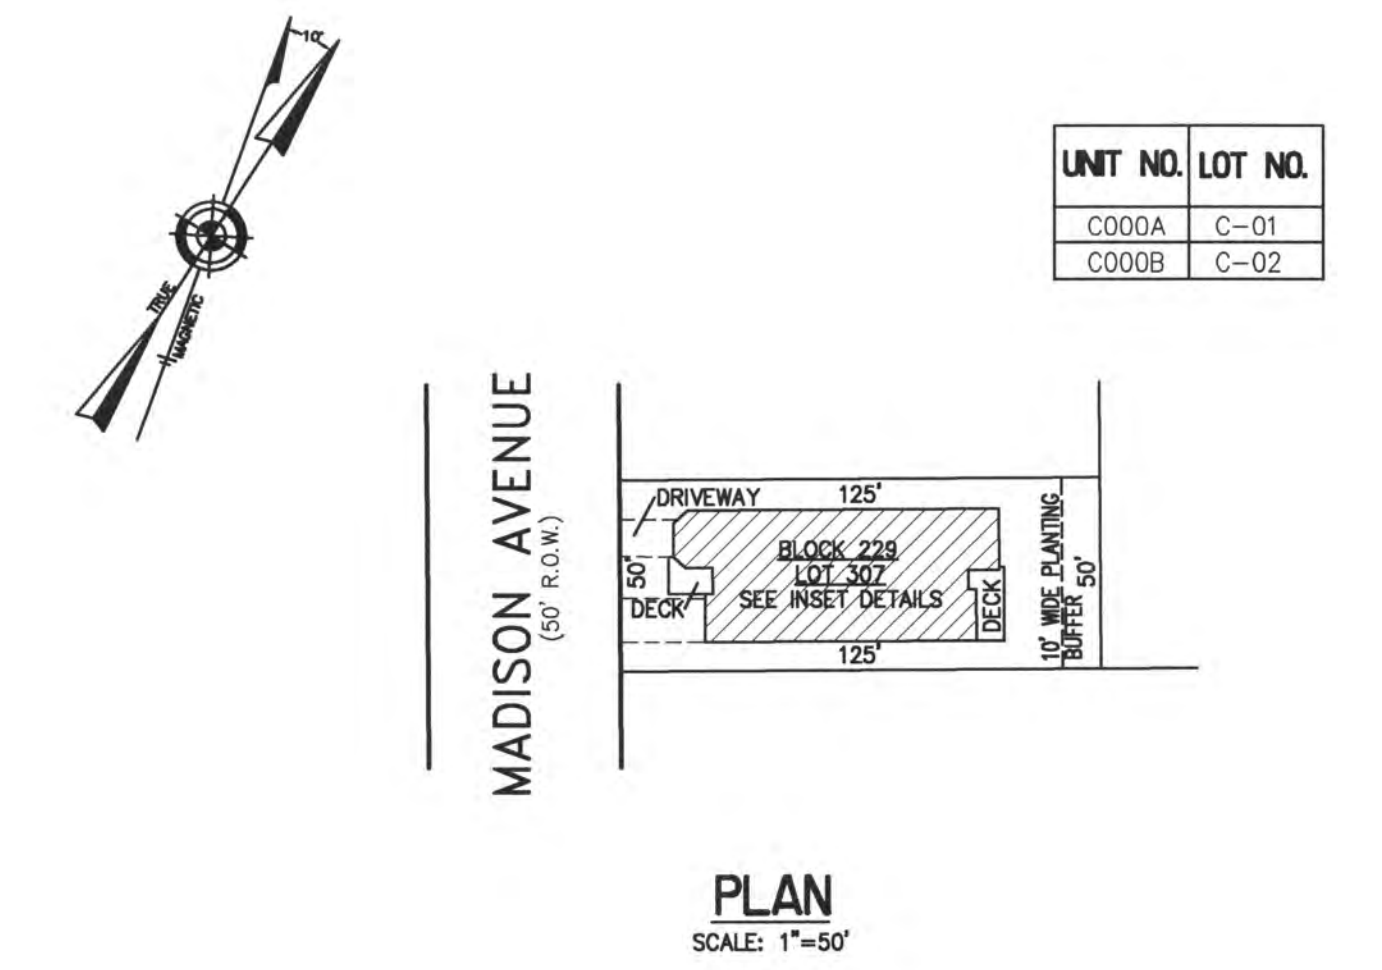 10°
TRUE
MAGNETIC
UNIT NO. LOT NO.
C000A C-01
C000B C-02
MADISON AVENUE
(50' R.O.W.)
DRIVEWAY
125'
BLOCK 229
LOT 307
SEE INSET DETAILS
50'
DECK
DECK
10' WIDE PLANTING
BUFFER
50'
125'
PLAN
SCALE: 1"=50'